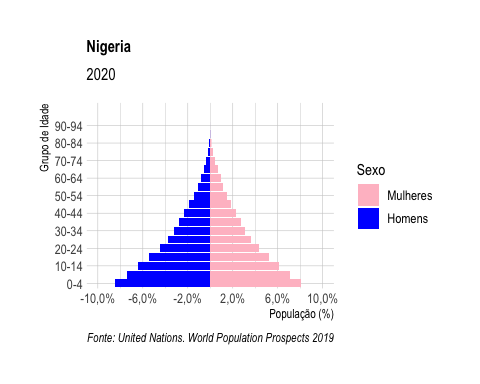 Nigeria
2020
Grupo de Idade
90-94
80-84
70-74
60-64
50-54
40-44
30-34
20-24
10-14
0-4
-10,0% -6,0% -2,0% 2,0% 6,0% 10,0%
População (%)
Sexo
Mulheres
Homens
Fonte: United Nations. World Population Prospects 2019